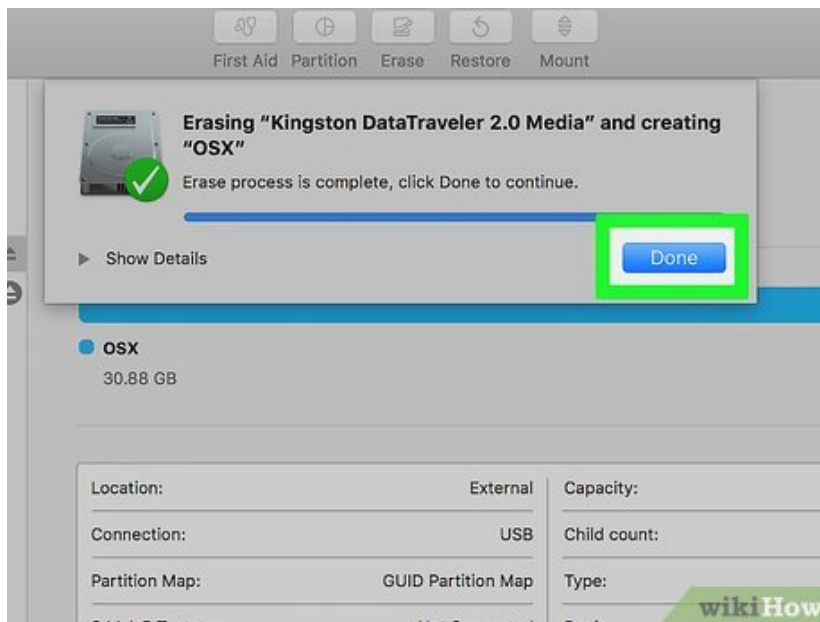 First Aid Partition Erase Restore Mount
Erasing “Kingston DataTraveler 2.0 Media” and creating
“OSX”
Erase process is complete, click Done to continue.
Show Details
Done
OSX
30.88 GB
Location: External Capacity:
Connection: USB Child count:
Partition Map: GUID Partition Map Type:
wikiHow